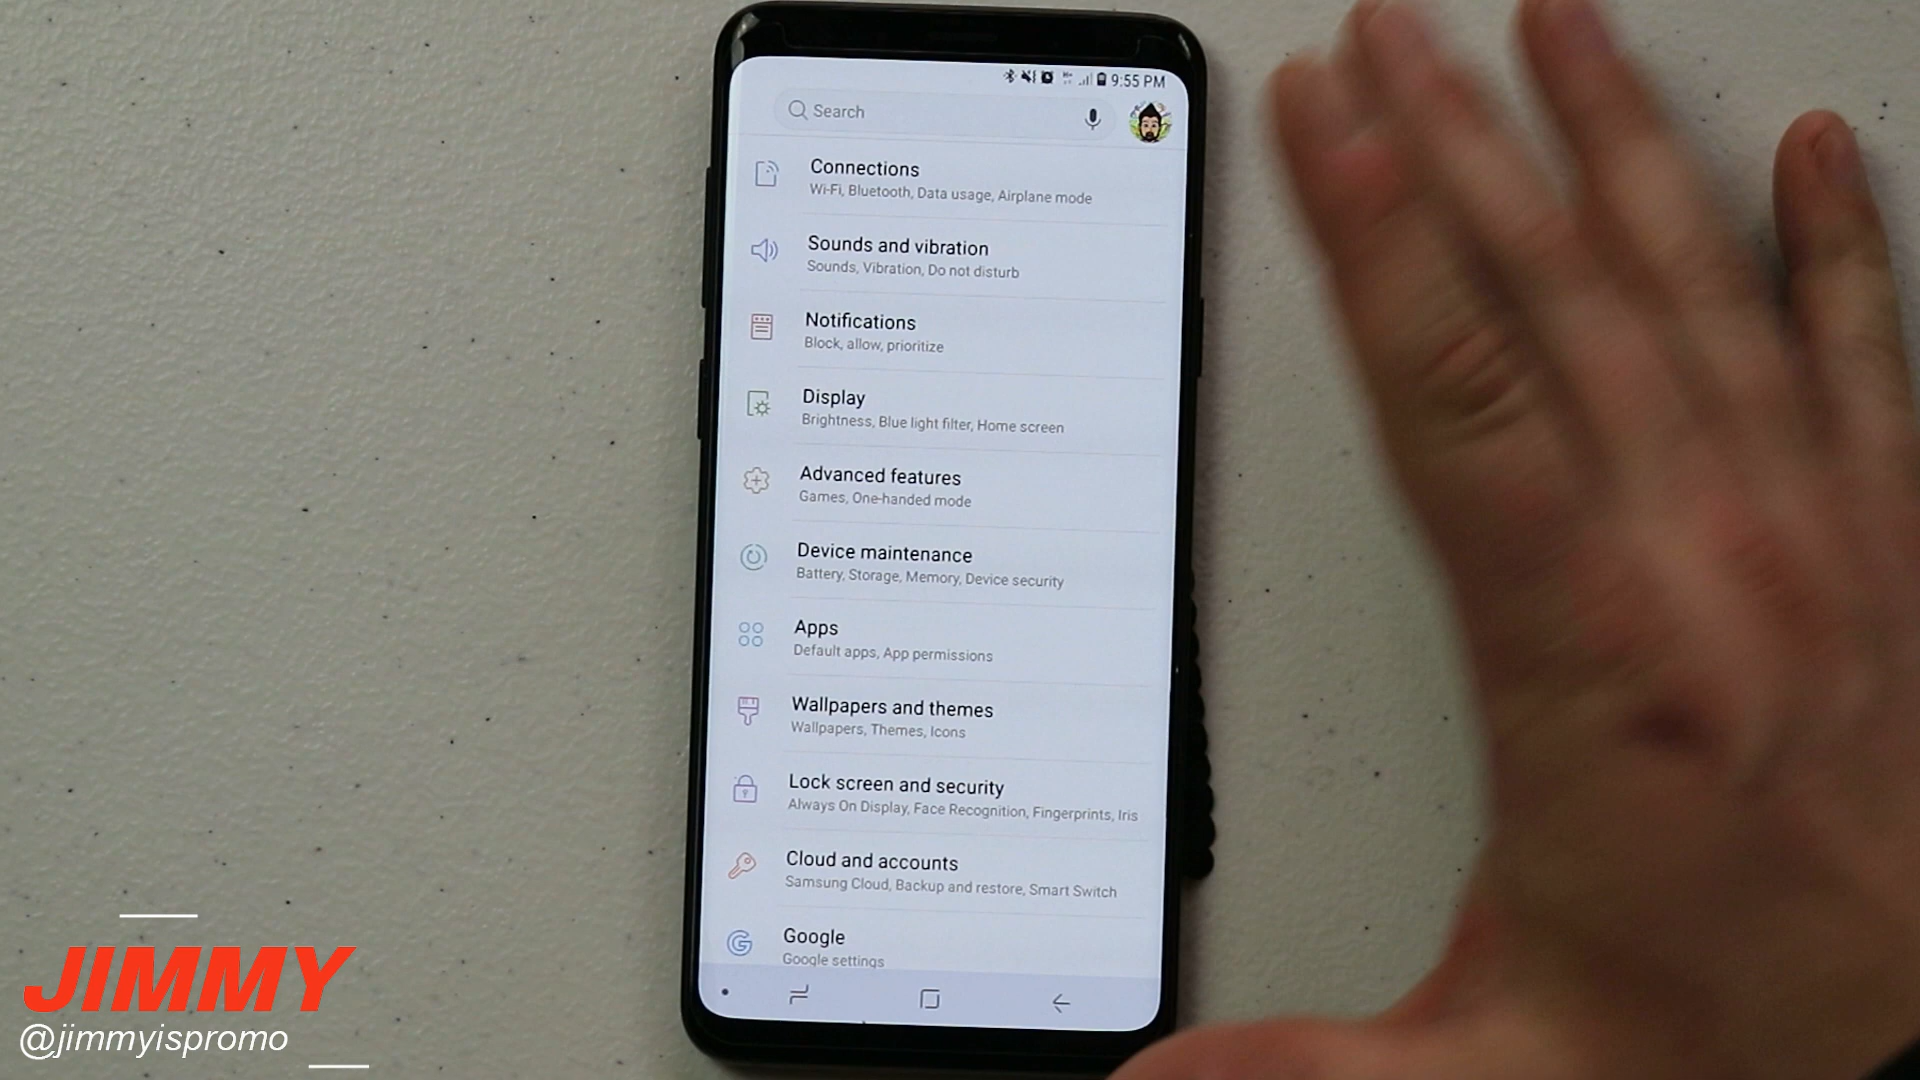 9:55 PM
Search
Connections
Wi-Fi, Bluetooth, Data usage, Airplane mode
Sounds and vibration
Sounds, Vibration, Do not disturb
Notifications
Block, allow, prioritize
Display
Brightness, Blue light filter, Home screen
Advanced features
Games, One-handed mode
Device maintenance
Battery, Storage, Memory, Device security
Apps
Default apps, App permissions
Wallpapers and themes
Wallpapers, Themes, Icons
Lock screen and security
Always On Display, Face Recognition, Fingerprints, Iris
Cloud and accounts
Samsung Cloud, Backup and restore, Smart Switch
Google
Google settings
JIMMY
@jimmyispromo